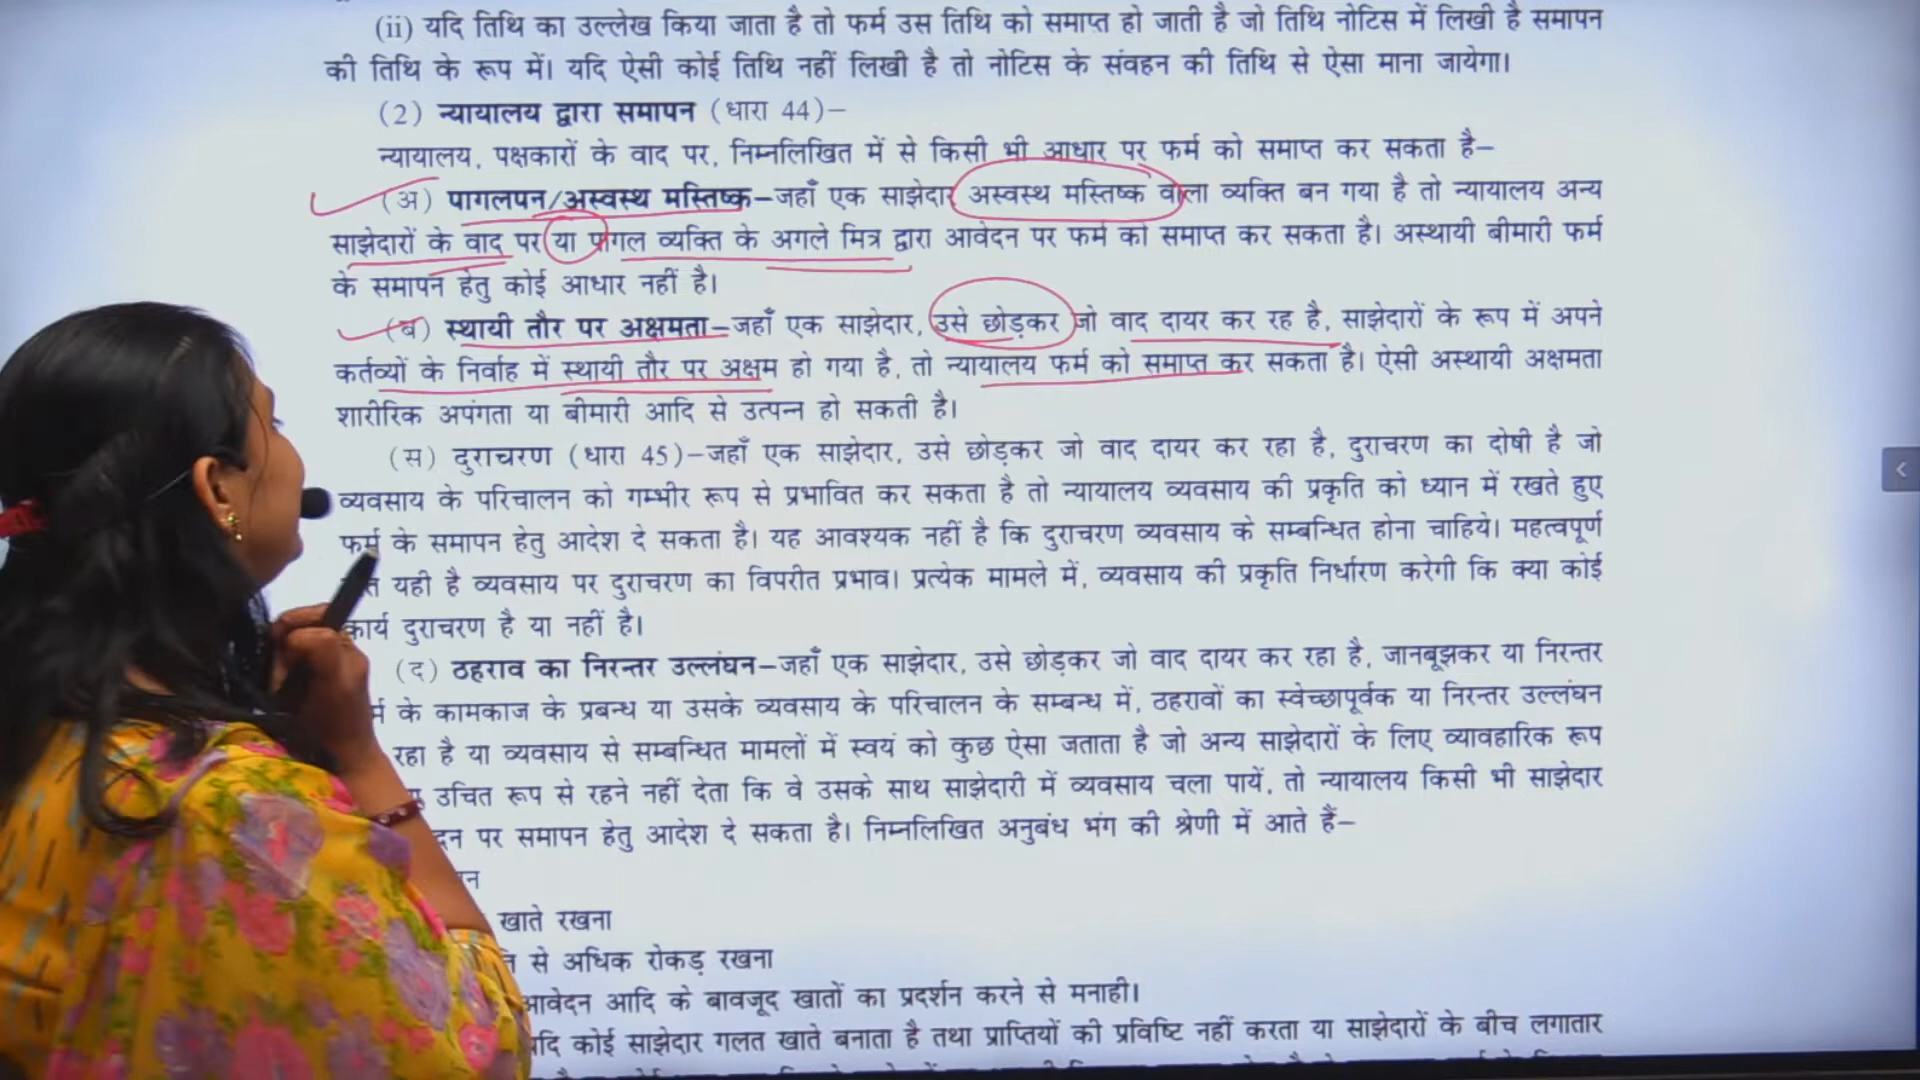 (ii) यदि तिथि का उल्लेख किया जाता है तो फर्म उस तिथि को समाप्त हो जाती है जो तिथि नोटिस में लिखी है समापन
की तिथि के रूप में। यदि ऐसी कोई तिथि नहीं लिखी है तो नोटिस के संवहन की तिथि से ऐसा माना जायेगा।
(2) न्यायालय द्वारा समापन (धारा 44)–
न्यायालय, पक्षकारों के वाद पर, निम्नलिखित में से किसी भी आधार पर फर्म को समाप्त कर सकता है–
(अ) पागलपन/अस्वस्थ मस्तिष्क–जहाँ एक साझेदार अस्वस्थ मस्तिष्क वाला व्यक्ति बन गया है तो न्यायालय अन्य
साझेदारों के वाद पर या पागल व्यक्ति के अगले मित्र द्वारा आवेदन पर फर्म को समाप्त कर सकता है। अस्थायी बीमारी फर्म
के समापन हेतु कोई आधार नहीं है।
(ब) स्थायी तौर पर अक्षमता–जहाँ एक साझेदार, उसे छोड़कर जो वाद दायर कर रह है, साझेदारों के रूप में अपने
कर्तव्यों के निर्वाह में स्थायी तौर पर अक्षम हो गया है, तो न्यायालय फर्म को समाप्त कर सकता है। ऐसी अस्थायी अक्षमता
शारीरिक अपंगता या बीमारी आदि से उत्पन्न हो सकती है।
(स) दुराचरण (धारा 45)–जहाँ एक साझेदार, उसे छोड़कर जो वाद दायर कर रहा है, दुराचरण का दोषी है जो
व्यवसाय के परिचालन को गम्भीर रूप से प्रभावित कर सकता है तो न्यायालय व्यवसाय की प्रकृति को ध्यान में रखते हुए
फर्म के समापन हेतु आदेश दे सकता है। यह आवश्यक नहीं है कि दुराचरण व्यवसाय के सम्बन्धित होना चाहिये। महत्वपूर्ण
यही है व्यवसाय पर दुराचरण का विपरीत प्रभाव। प्रत्येक मामले में, व्यवसाय की प्रकृति निर्धारण करेगी कि क्या कोई
कार्य दुराचरण है या नहीं है।
(द) ठहराव का निरन्तर उल्लंघन–जहाँ एक साझेदार, उसे छोड़कर जो वाद दायर कर रहा है, जानबूझकर या निरन्तर
के कामकाज के प्रबन्ध या उसके व्यवसाय के परिचालन के सम्बन्ध में, ठहरावों का स्वेच्छापूर्वक या निरन्तर उल्लंघन
रहा है या व्यवसाय से सम्बन्धित मामलों में स्वयं को कुछ ऐसा जताता है जो अन्य साझेदारों के लिए व्यावहारिक रूप
उचित रूप से रहने नहीं देता कि वे उसके साथ साझेदारी में व्यवसाय चला पायें, तो न्यायालय किसी भी साझेदार
पर समापन हेतु आदेश दे सकता है। निम्नलिखित अनुबंध भंग की श्रेणी में आते हैं–
खाते रखना
से अधिक रोकड़ रखना
आवेदन आदि के बावजूद खातों का प्रदर्शन करने से मनाही।
यदि कोई साझेदार गलत खाते बनाता है तथा प्राप्तियों की प्रविष्टि नहीं करता या साझेदारों के बीच लगातार